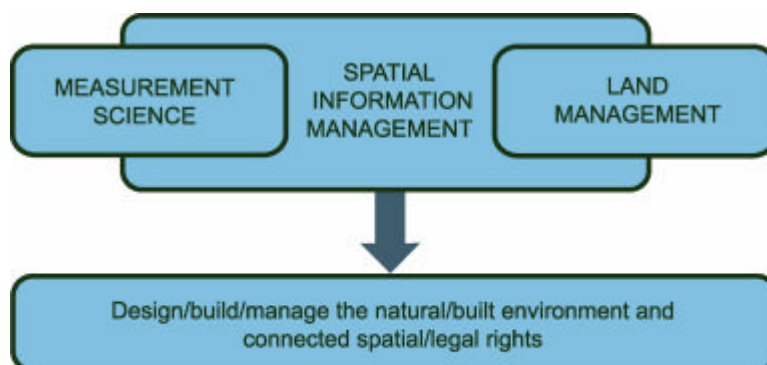 MEASUREMENT
SCIENCE
SPATIAL
INFORMATION
MANAGEMENT
LAND
MANAGEMENT
Design/build/manage the natural/built environment and
connected spatial/legal rights